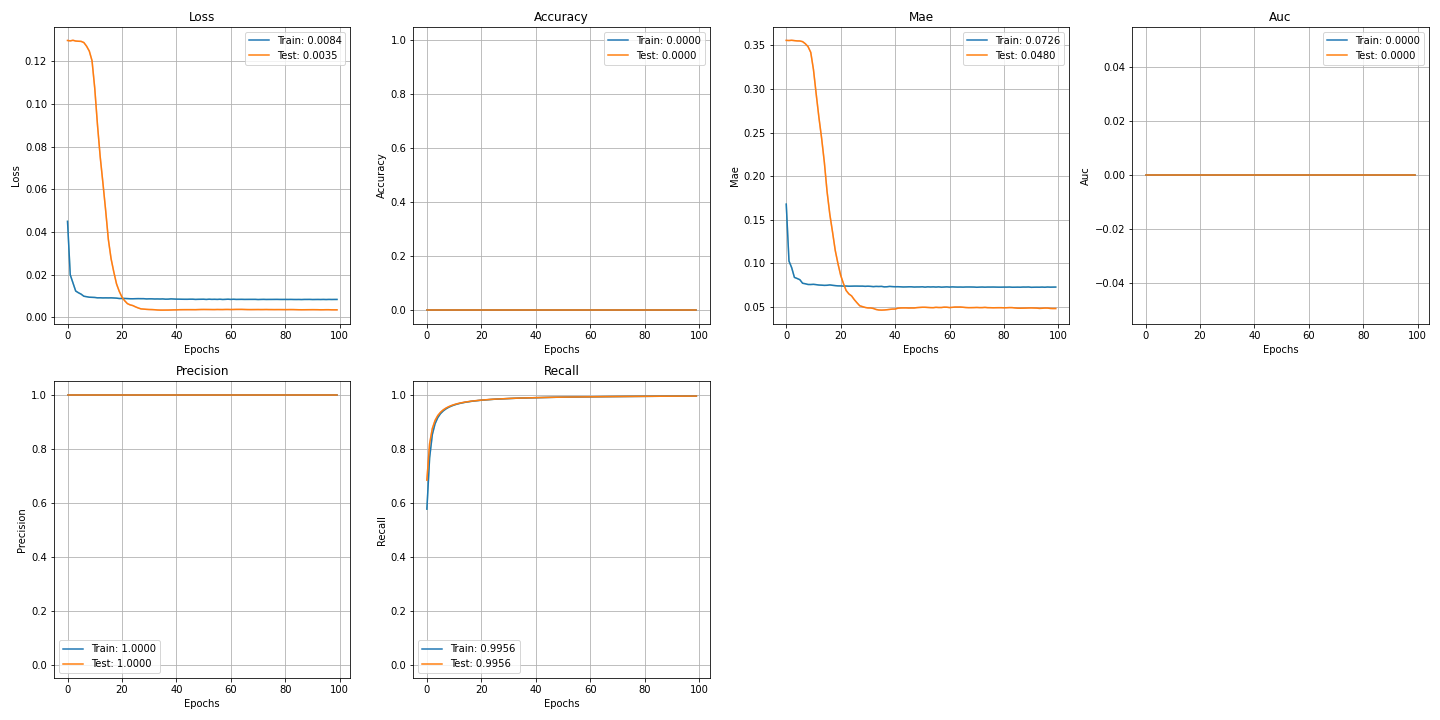 Loss
Train: 0.0084
Test: 0.0035
0.12
0.10
0.08
0.06
0.04
0.02
0.00
Loss
0 20 40 60 80 100
Epochs
Accuracy
Train: 0.0000
Test: 0.0000
1.0
0.8
0.6
0.4
0.2
0.0
Accuracy
0 20 40 60 80 100
Epochs
Mae
Train: 0.0726
Test: 0.0480
0.35
0.30
0.25
0.20
0.15
0.10
0.05
Mae
0 20 40 60 80 100
Epochs
Auc
Train: 0.0000
Test: 0.0000
0.04
0.02
0.00
−0.02
−0.04
Auc
0 20 40 60 80 100
Epochs
Precision
1.0
0.8
0.6
0.4
0.2
0.0
Precision
Train: 1.0000
Test: 1.0000
0 20 40 60 80 100
Epochs
Recall
1.0
0.8
0.6
0.4
0.2
0.0
Recall
Train: 0.9956
Test: 0.9956
0 20 40 60 80 100
Epochs